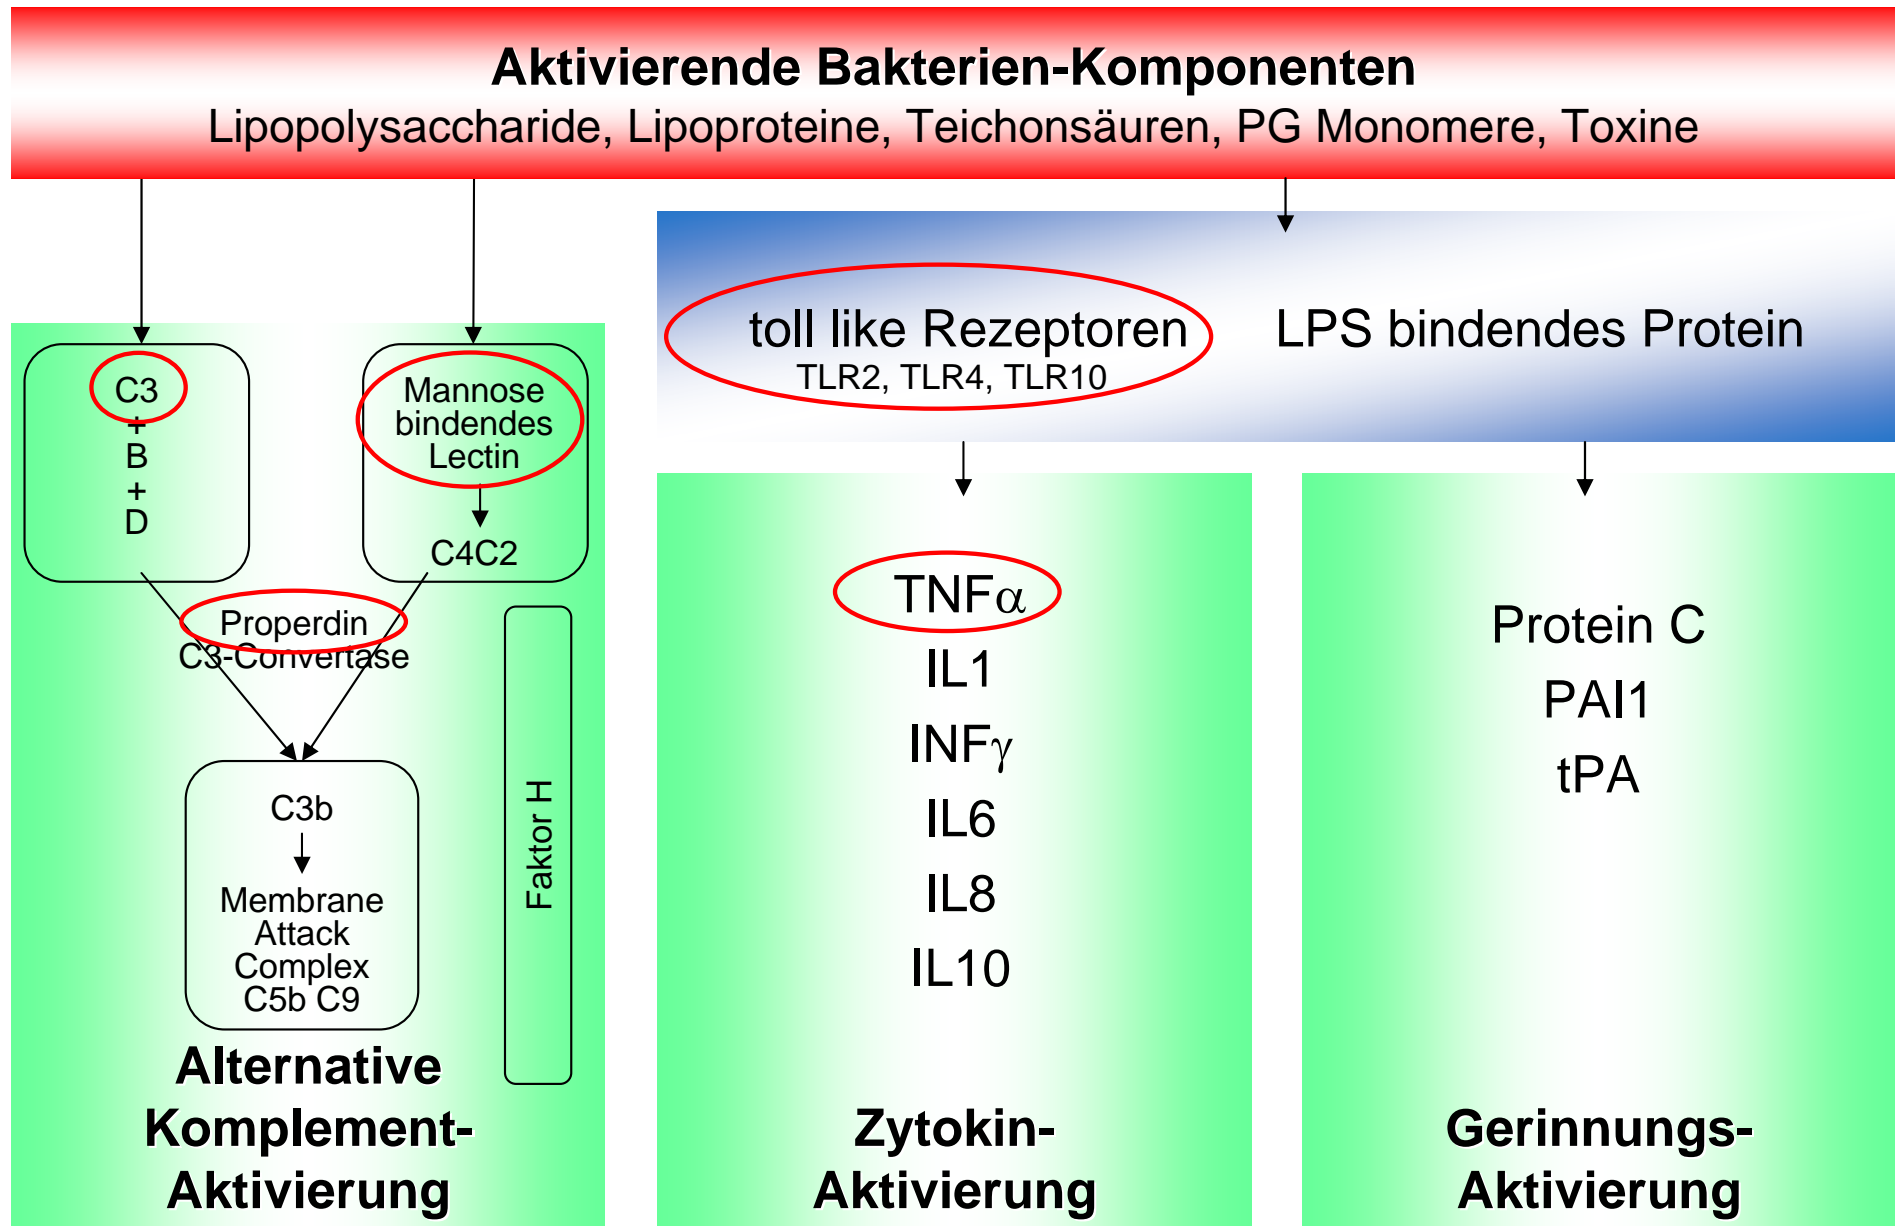 Aktivierende Bakterien-Komponenten
Lipopolysaccharide, Lipoproteine, Teichonsäuren, PG Monomere, Toxine
C3
+
B
+
D
Mannose
bindendes
Lectin
C4C2
Properdin
C3-Convertase
C3b
Membrane
Attack
Complex
C5b C9
Faktor H
Alternative
Komplement-
Aktivierung
toll like Rezeptoren
TLR2, TLR4, TLR10
LPS bindendes Protein
TNFα
IL1
INFγ
IL6
IL8
IL10
Zytokin-
Aktivierung
Protein C
PAI1
tPA
Gerinnungs-
Aktivierung